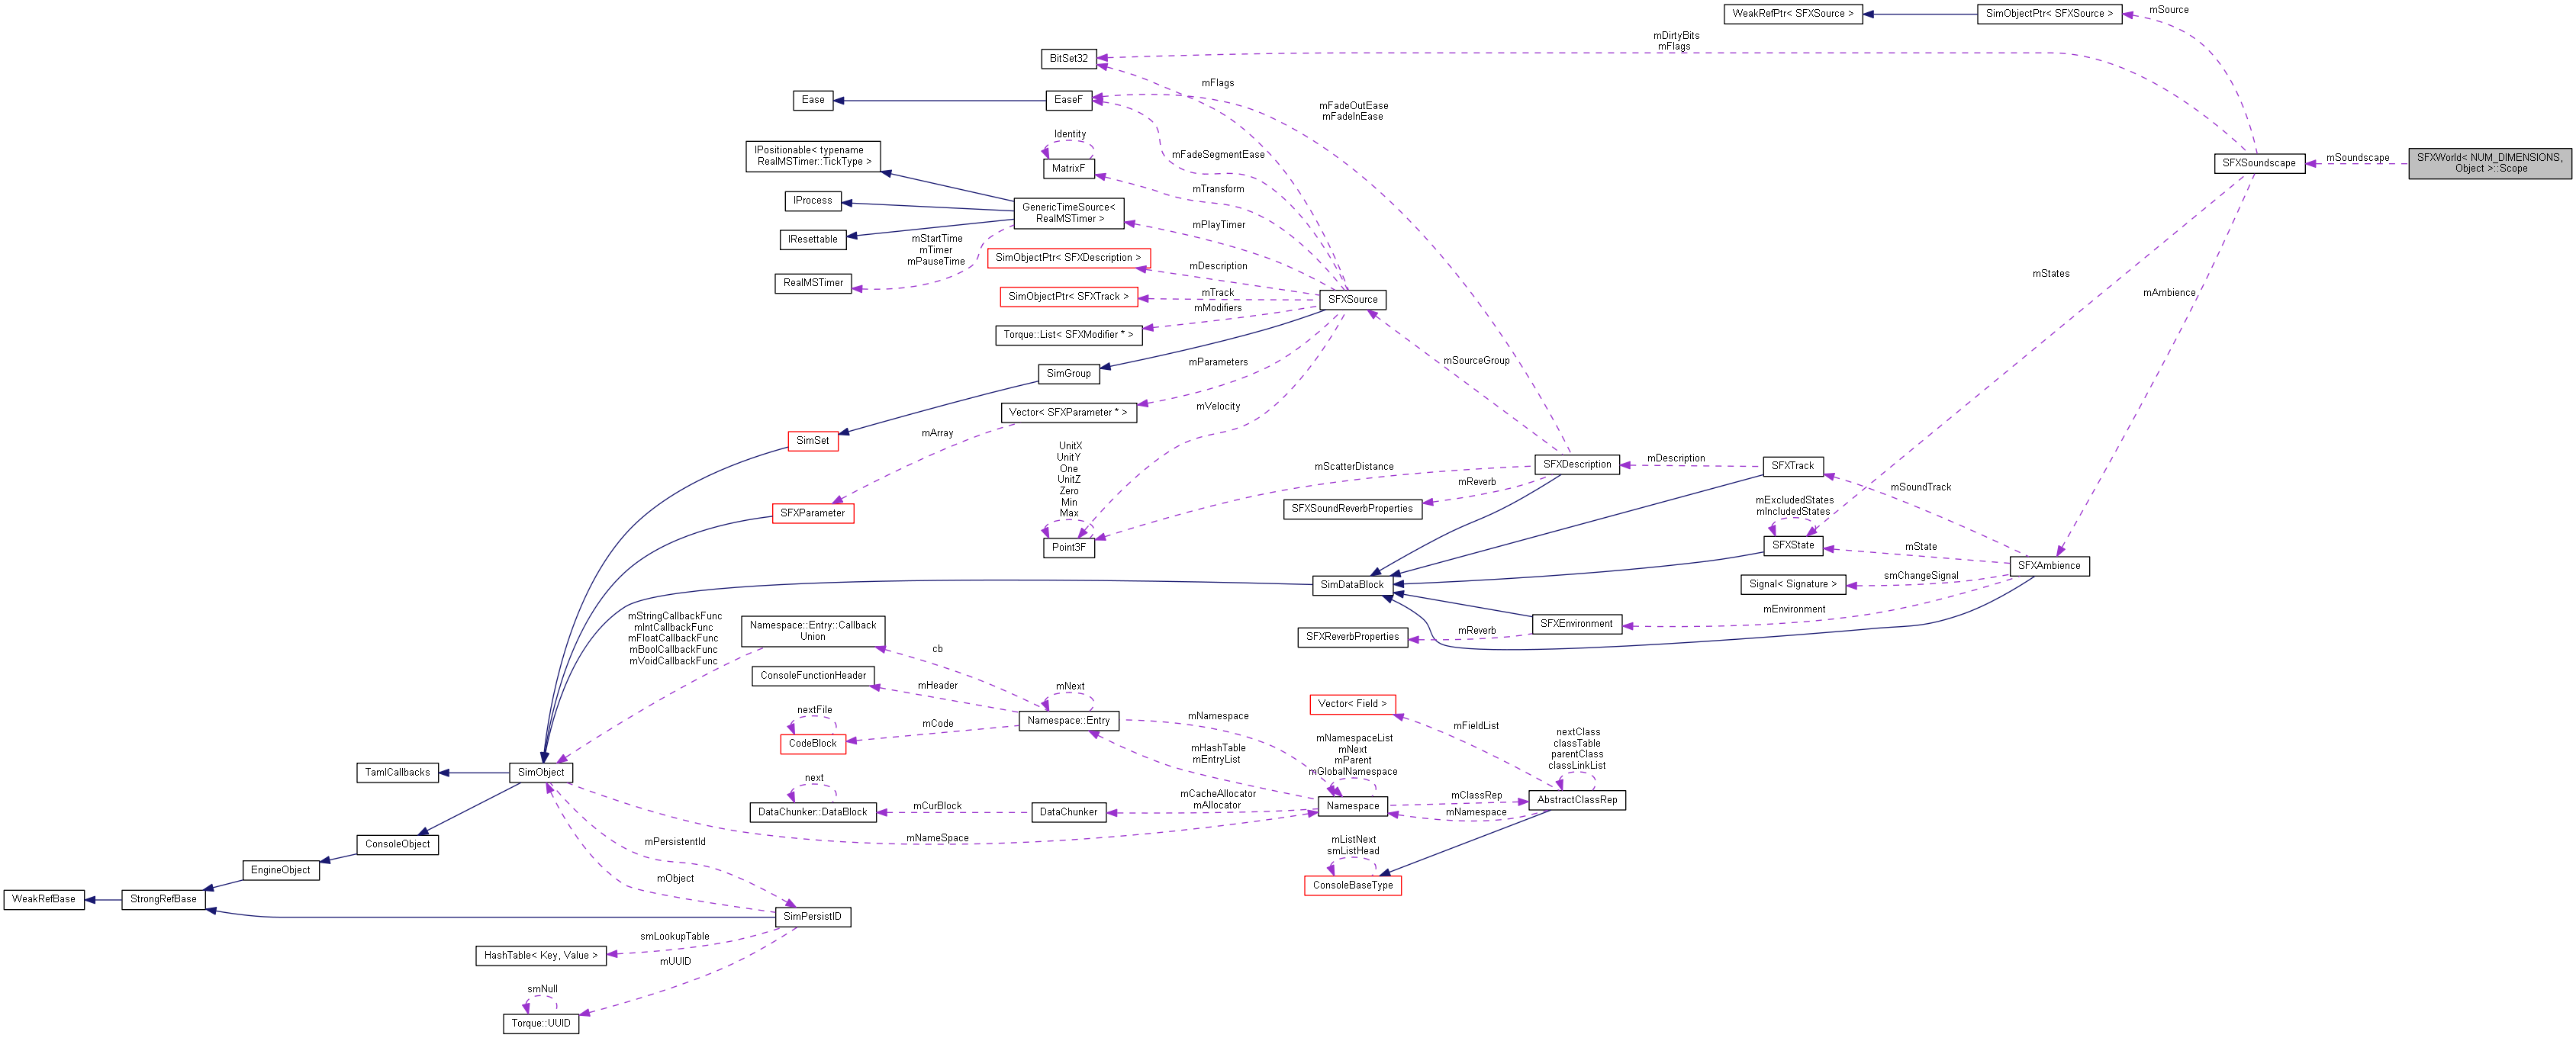 WeakRefPtr< SFXSource >
SimObjectPtr< SFXSource >
mSource
mDirtyBits
mFlags
BitSet32
mFlags
Ease
EaseF
mFadeOutEase
mFadeInEase
Identity
MatrixF
mFadeSegmentEase
mTransform
IPositionable< typename
RealMSTimer::TickType >
IProcess
IResettable
GenericTimeSource<
RealMSTimer >
mPlayTimer
mStartTime
mTimer
mPauseTime
RealMSTimer
SFXSoundscape
mSoundscape
SFXWorld< NUM_DIMENSIONS,
Object >::Scope
SimObjectPtr< SFXDescription >
mDescription
SimObjectPtr< SFXTrack >
mTrack
SFXSource
mModifiers
Torque::List< SFXModifier * >
mStates
mAmbience
SimGroup
mParameters
mSourceGroup
Vector< SFXParameter * >
mVelocity
SimSet
mArray
UnitX
UnitY
One
UnitZ
Zero
Min
Max
Point3F
mScatterDistance
SFXDescription
mDescription
SFXTrack
mReverb
SFXSoundReverbProperties
mSoundTrack
SFXParameter
mExcludedStates
mIncludedStates
SFXState
mState
SFXAmbience
smChangeSignal
Signal< Signature >
SimDataBlock
mEnvironment
SFXEnvironment
mReverb
SFXReverbProperties
mStringCallbackFunc
mIntCallbackFunc
mFloatCallbackFunc
mBoolCallbackFunc
mVoidCallbackFunc
Namespace::Entry::Callback
Union
cb
ConsoleFunctionHeader
mHeader
mNext
Namespace::Entry
nextFile
CodeBlock
mCode
mNamespace
mHashTable
mEntryList
Vector< Field >
mFieldList
mNamespaceList
mNext
mParent
mGlobalNamespace
Namespace
nextClass
classTable
parentClass
classLinkList
AbstractClassRep
mClassRep
mNamespace
TamlCallbacks
SimObject
next
DataChunker::DataBlock
mCurBlock
DataChunker
mCacheAllocator
mAllocator
mNameSpace
ConsoleObject
mPersistentId
mListNext
smListHead
ConsoleBaseType
EngineObject
mObject
WeakRefBase
StrongRefBase
SimPersistID
smLookupTable
HashTable< Key, Value >
mUUID
smNull
Torque::UUID